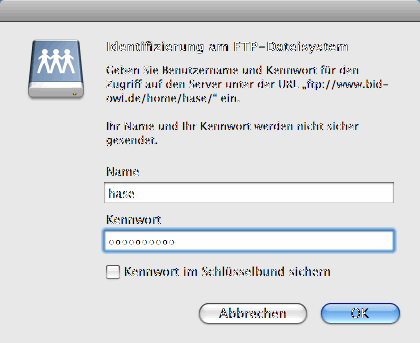 Identifizierung am FTP-Dateisystem
Geben Sie Benutzername und Kennwort für den
Zugriff auf den Server unter der URL „ftp://www.bid-
owl.de/home/hase/“ ein.
Ihr Name und Ihr Kennwort werden nicht sicher
gesendet.
Name
hase
Kennwort
Kennwort im Schlüsselbund sichern
Abbrechen OK